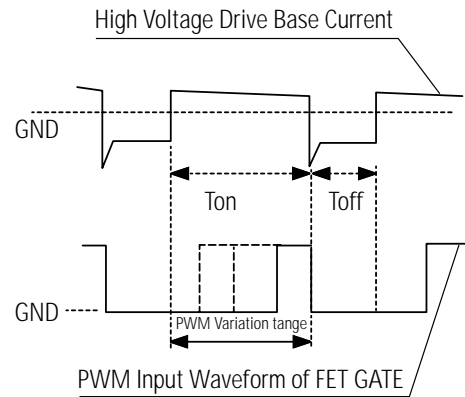 High Voltage Drive Base Current
GND
Ton
Toff
GND
PWM Variation tange
PWM Input Waveform of FET GATE